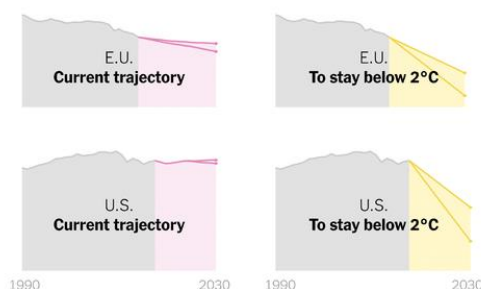 E.U.
Current trajectory
E.U.
To stay below 2°C
U.S.
Current trajectory
U.S.
To stay below 2°C
1990 2030 1990 2030